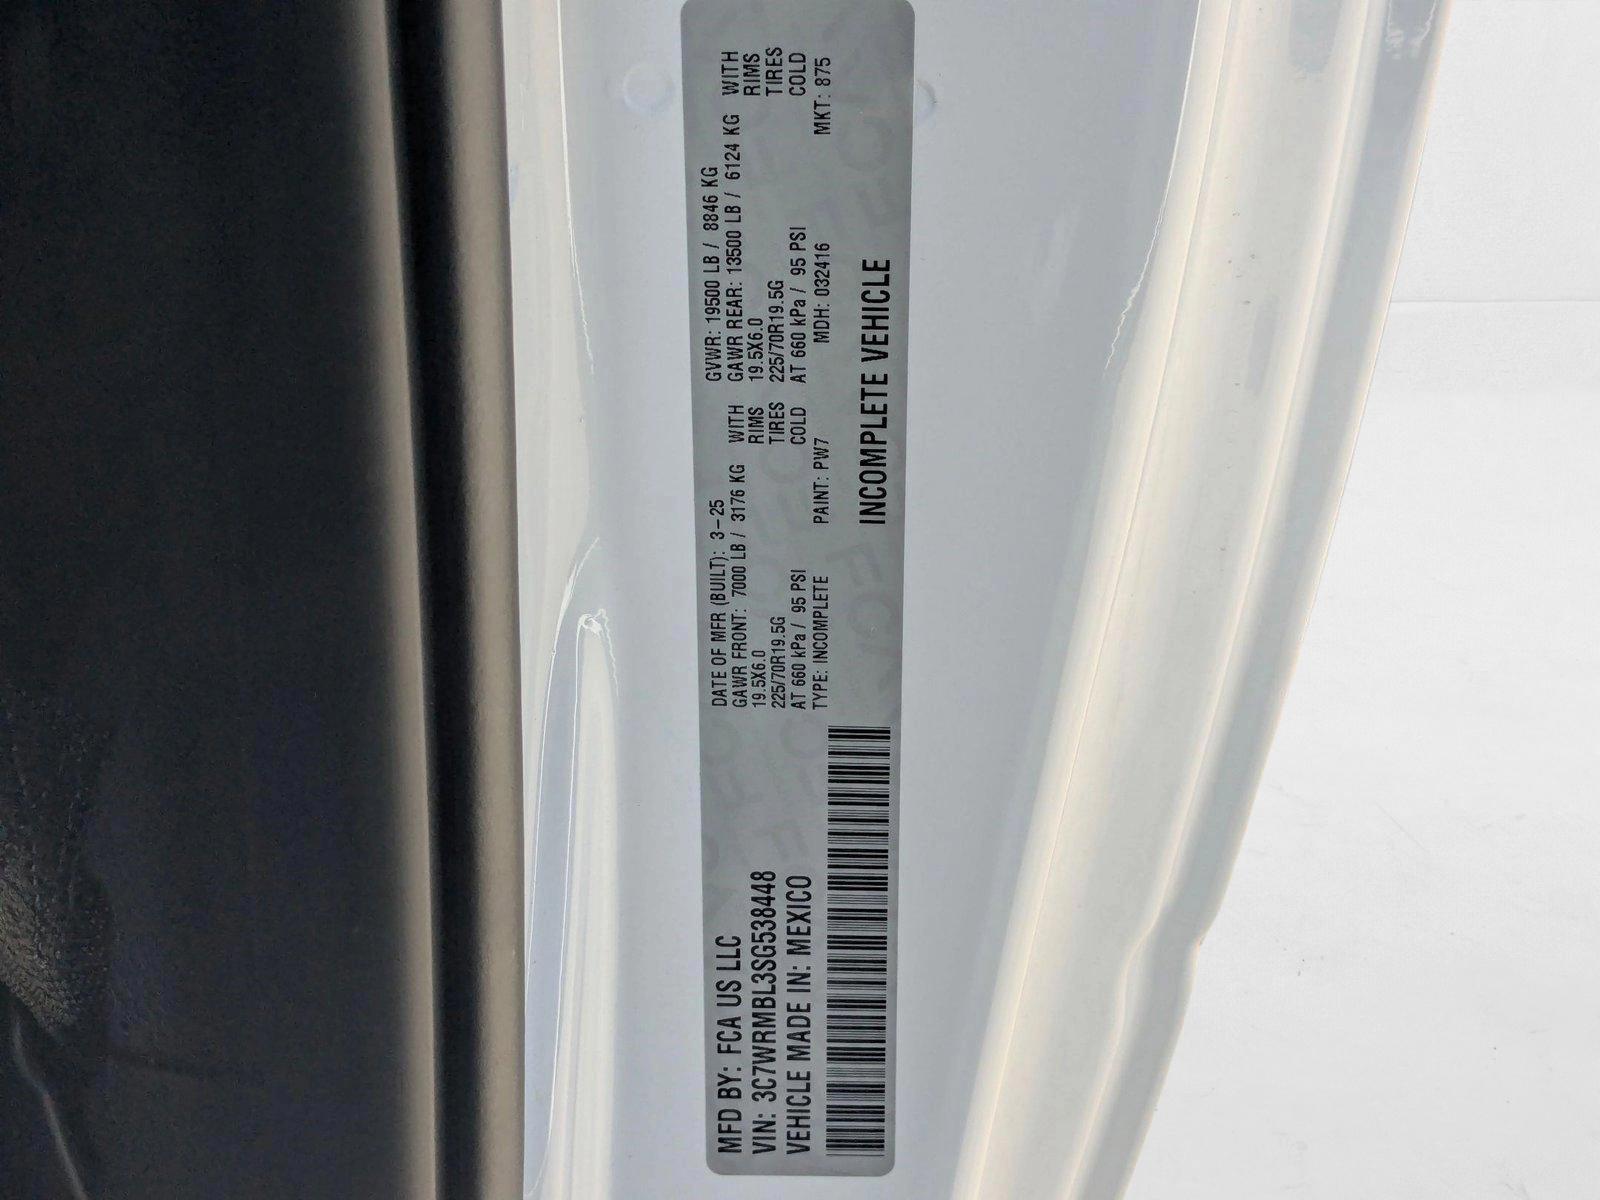 MFD BY: FCA US LLC
VIN: 3C7WRMBL3SG538448
VEHICLE MADE IN: MEXICO
DATE OF MFR (BUILT): 3-25
GAWR FRONT: 7000 LB / 3176 KG WITH
19.5X6.0 RIMS
225/70R19.5G TIRES
AT 660 kPa / 95 PSI COLD
TYPE: INCOMPLETE PAINT: PW7
GVWR: 19500 LB / 8846 KG
GAWR REAR: 13500 LB / 6124 KG WITH
19.5X6.0 RIMS
225/70R19.5G TIRES
AT 660 kPa / 95 PSI COLD
MDH: 032416 MKT: 875
INCOMPLETE VEHICLE